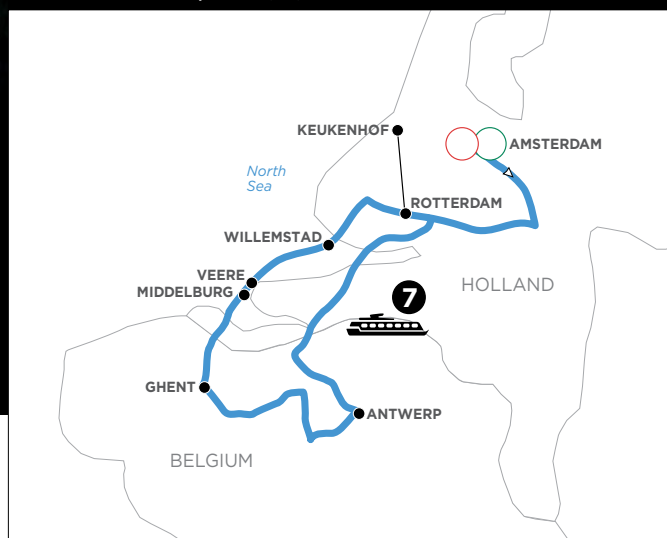 KEUKENHOF
AMSTERDAM
North
Sea
ROTTERDAM
WILLEMSTAD
VEERE
HOLLAND
MIDDELBURG
7
GHENT
ANTWERP
BELGIUM